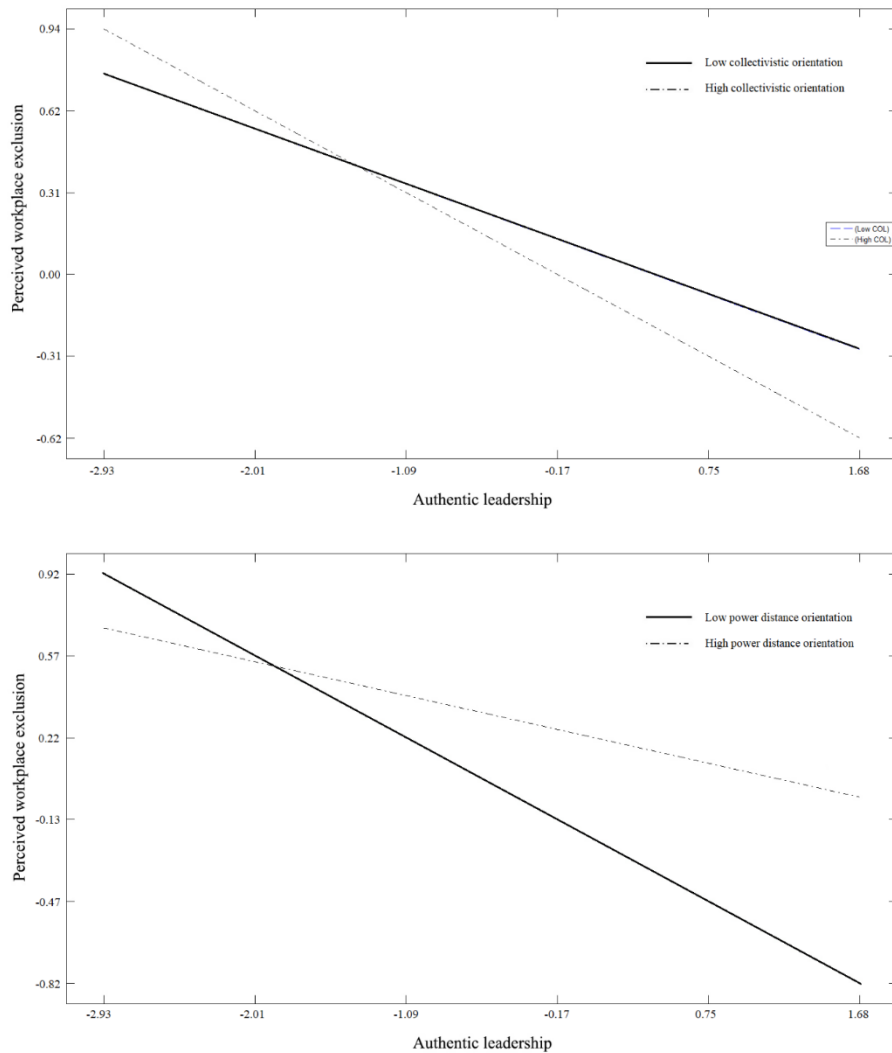 0.94
Low collectivistic orientation
High collectivistic orientation
0.62
Perceived workplace exclusion
0.31
(Low COL)
(High COL)
0.00
-0.31
-0.62
-2.93 -2.01 -1.09 -0.17 0.75 1.68
Authentic leadership
0.92
Low power distance orientation
High power distance orientation
0.57
Perceived workplace exclusion
0.22
-0.13
-0.47
-0.82
-2.93 -2.01 -1.09 -0.17 0.75 1.68
Authentic leadership